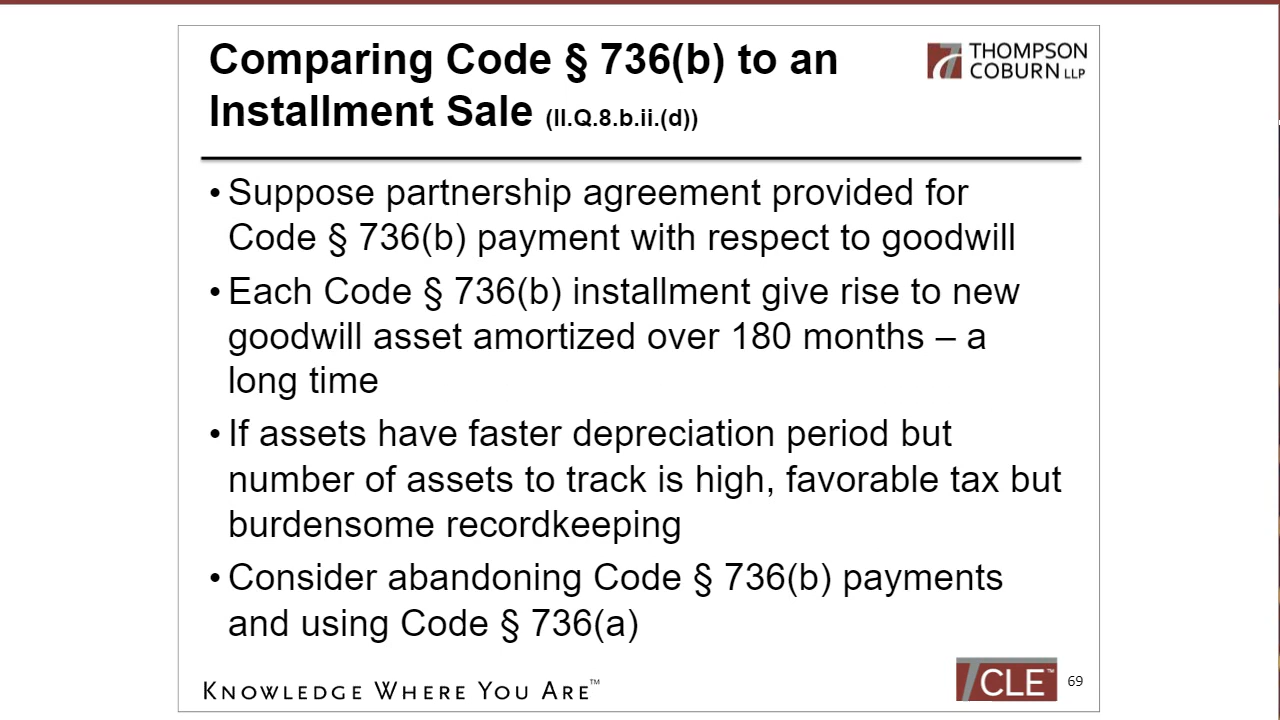 Comparing Code § 736(b) to an
Installment Sale (II.Q.8.b.ii.(d))
THOMPSON
COBURN LLP
• Suppose partnership agreement provided for
Code § 736(b) payment with respect to goodwill
• Each Code § 736(b) installment give rise to new
goodwill asset amortized over 180 months – a
long time
• If assets have faster depreciation period but
number of assets to track is high, favorable tax but
burdensome recordkeeping
• Consider abandoning Code § 736(b) payments
and using Code § 736(a)
KNOWLEDGE WHERE YOU ARE™
CLE™
69